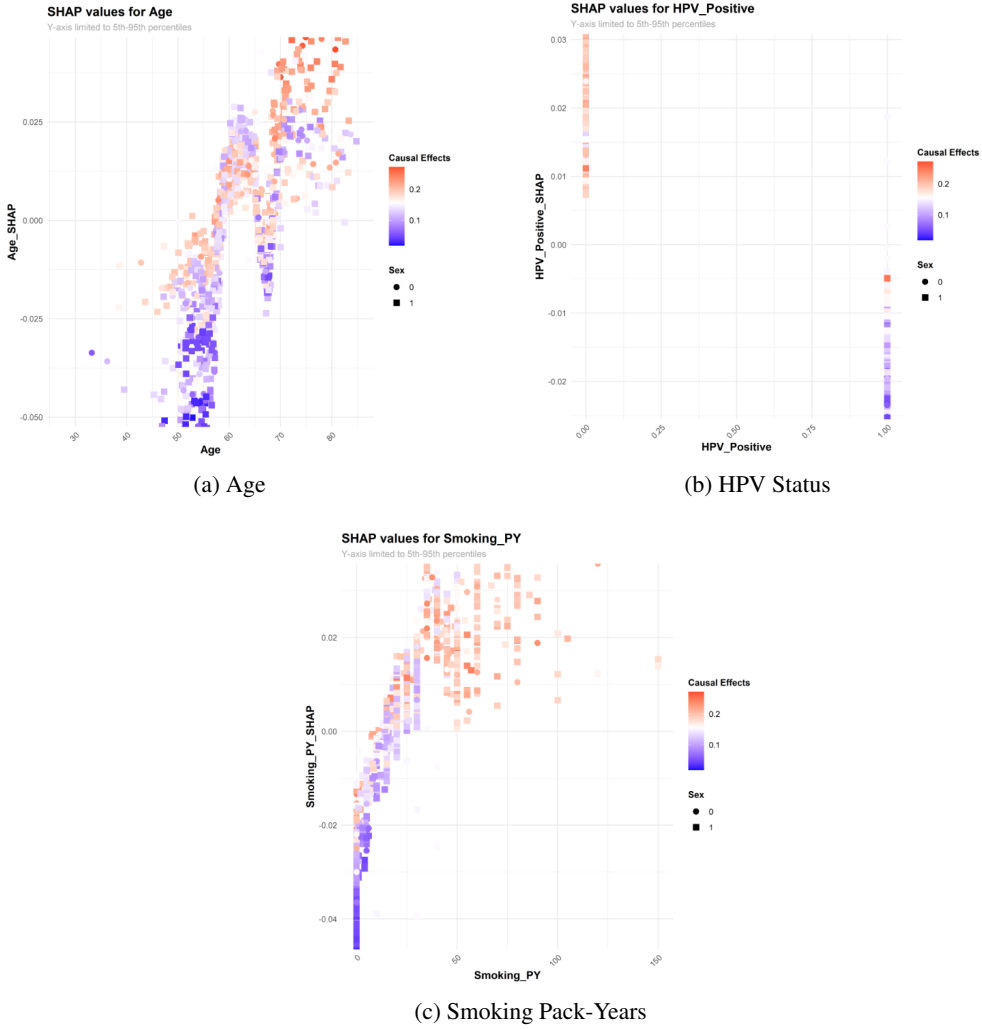 SHAP values for Age
Y-axis limited to 5th-95th percentiles
0.025
0.000
-0.025
-0.050
Age_SHAP
30
40
50
60
70
80
Age
Causal Effects
0.2
0.1
Sex
0
1
(a) Age
SHAP values for HPV_Positive
Y-axis limited to 5th-95th percentiles
0.03
0.02
0.01
0.00
-0.01
-0.02
HPV_Positive_SHAP
0.00
0.25
0.50
0.75
1.00
HPV_Positive
Causal Effects
0.2
0.1
Sex
0
1
(b) HPV Status
SHAP values for Smoking_PY
Y-axis limited to 5th-95th percentiles
0.02
0.00
-0.02
-0.04
Smoking_PY_SHAP
0
50
100
150
Smoking_PY
Causal Effects
0.2
0.1
Sex
0
1
(c) Smoking Pack-Years